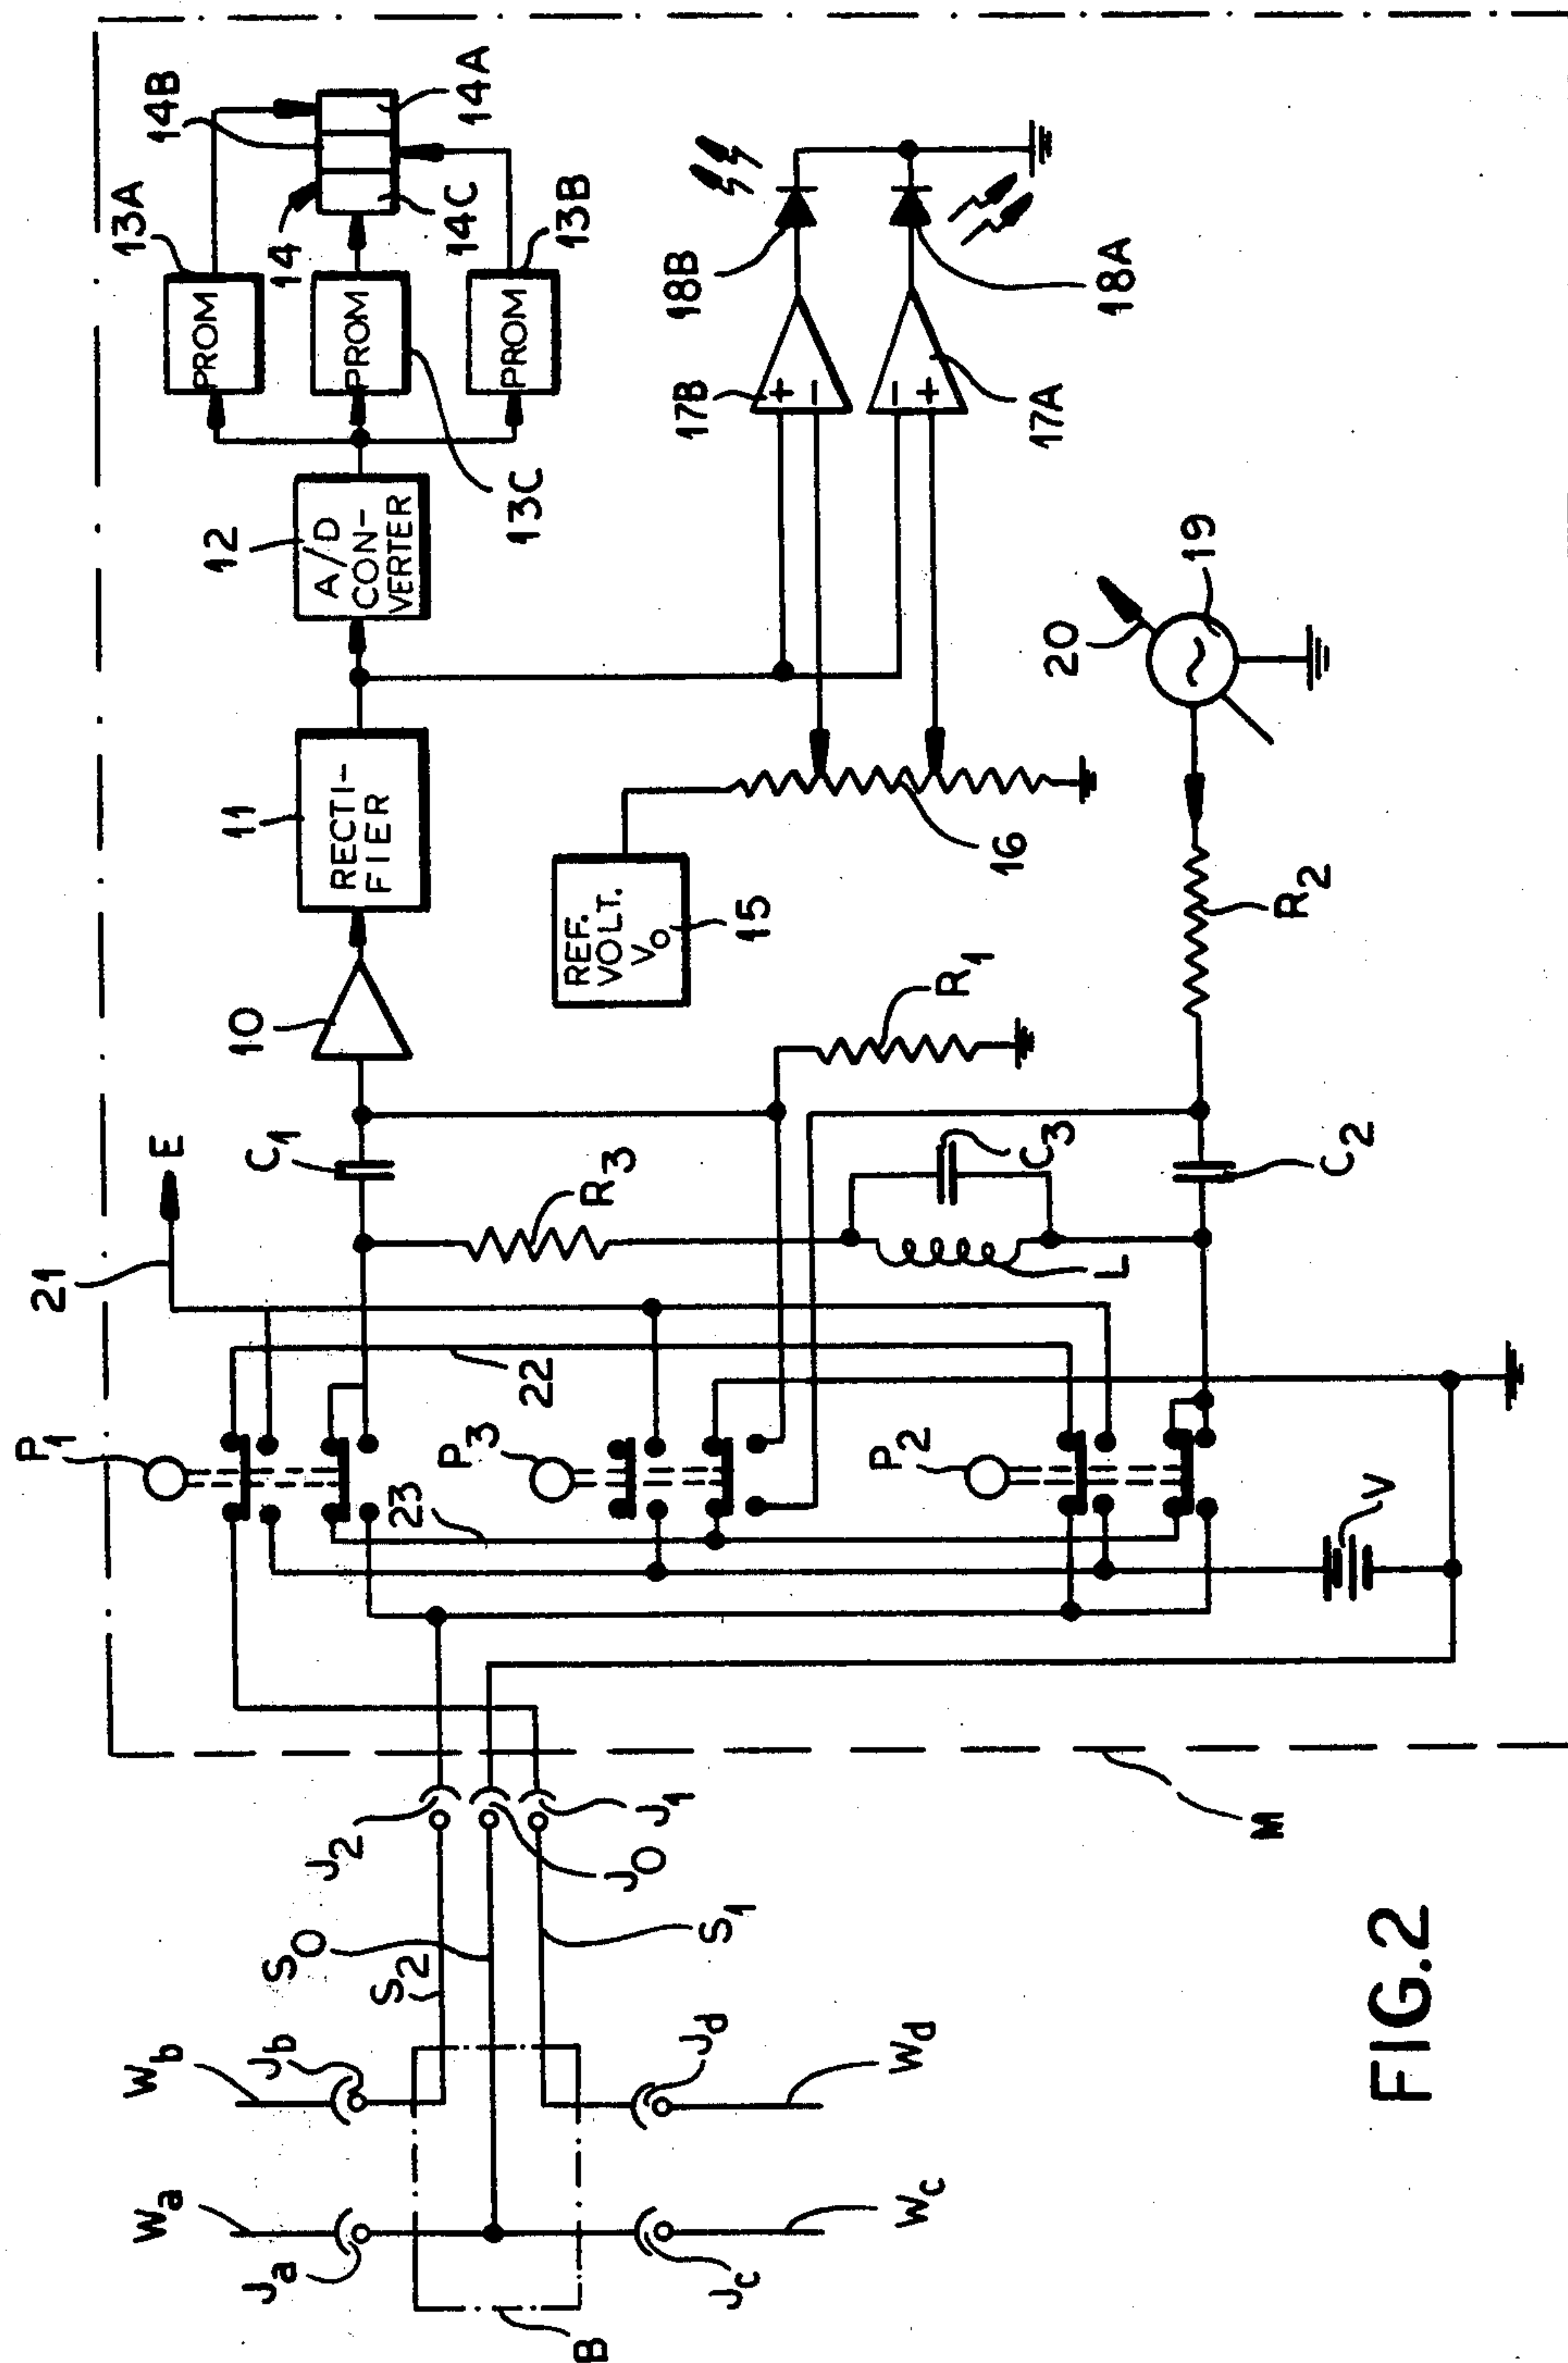 14B
14A
14C
14
13A
13B
13C
PROM
PROM
PROM
12
A/D
CON-
VERTER
11
RECTI-
FIER
10
REF.
VOLT.
V0
15
16
17B
17A
18B
18A
+
−
−
+
19
20
R1
R2
R3
C1
C2
C3
L
E
21
22
23
P1
P3
P2
V
M
J2
J0
J1
S0
S2
S1
Wb
Jb
Jd
Wd
Wa
Ja
Jc
Wc
B
FIG.2